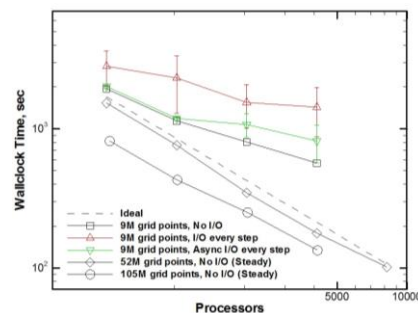 Wallclock Time, sec
10³
10²
Ideal
9M grid points, No I/O
9M grid points, I/O every step
9M grid points, Async I/O every step
52M grid points, No I/O (Steady)
105M grid points, No I/O (Steady)
5000
10000
Processors